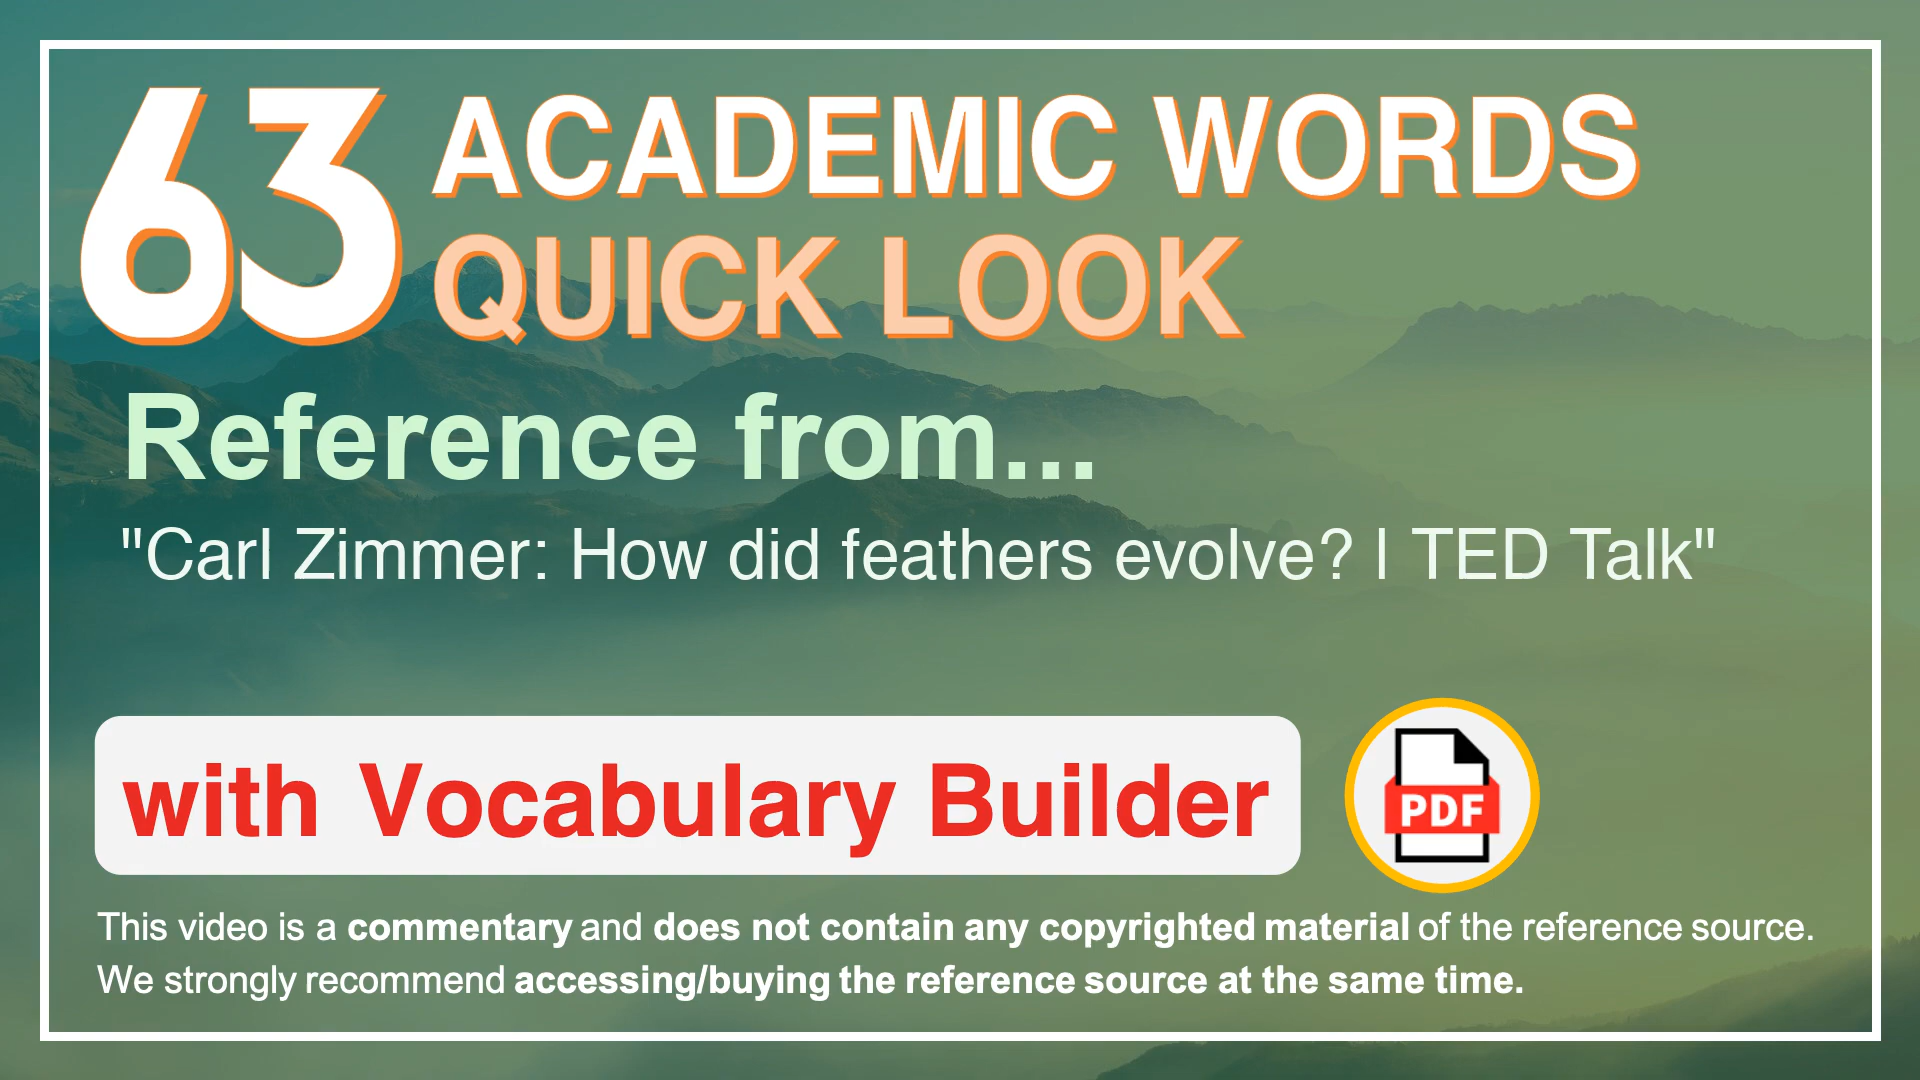 63 ACADEMIC WORDS
QUICK LOOK
Reference from...
"Carl Zimmer: How did feathers evolve? | TED Talk"
with Vocabulary Builder
PDF
This video is a commentary and does not contain any copyrighted material of the reference source.
We strongly recommend accessing/buying the reference source at the same time.